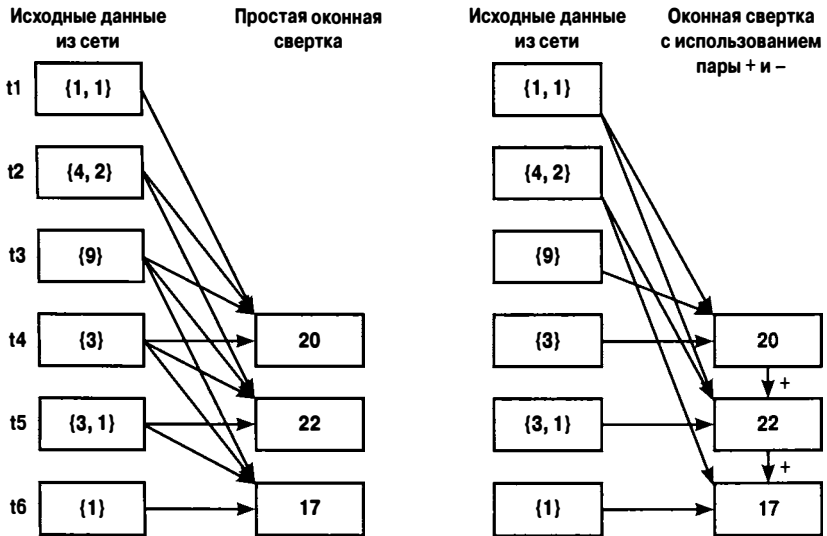 Исходные данные
из сети
Простая оконная
свертка
t1
{1, 1}
t2
{4, 2}
t3
{9}
t4
{3}
20
t5
{3, 1}
22
t6
{1}
17
Исходные данные
из сети
Оконная свертка
с использованием
пары + и –
{1, 1}
{4, 2}
{9}
{3}
20
+
{3, 1}
22
+
{1}
17